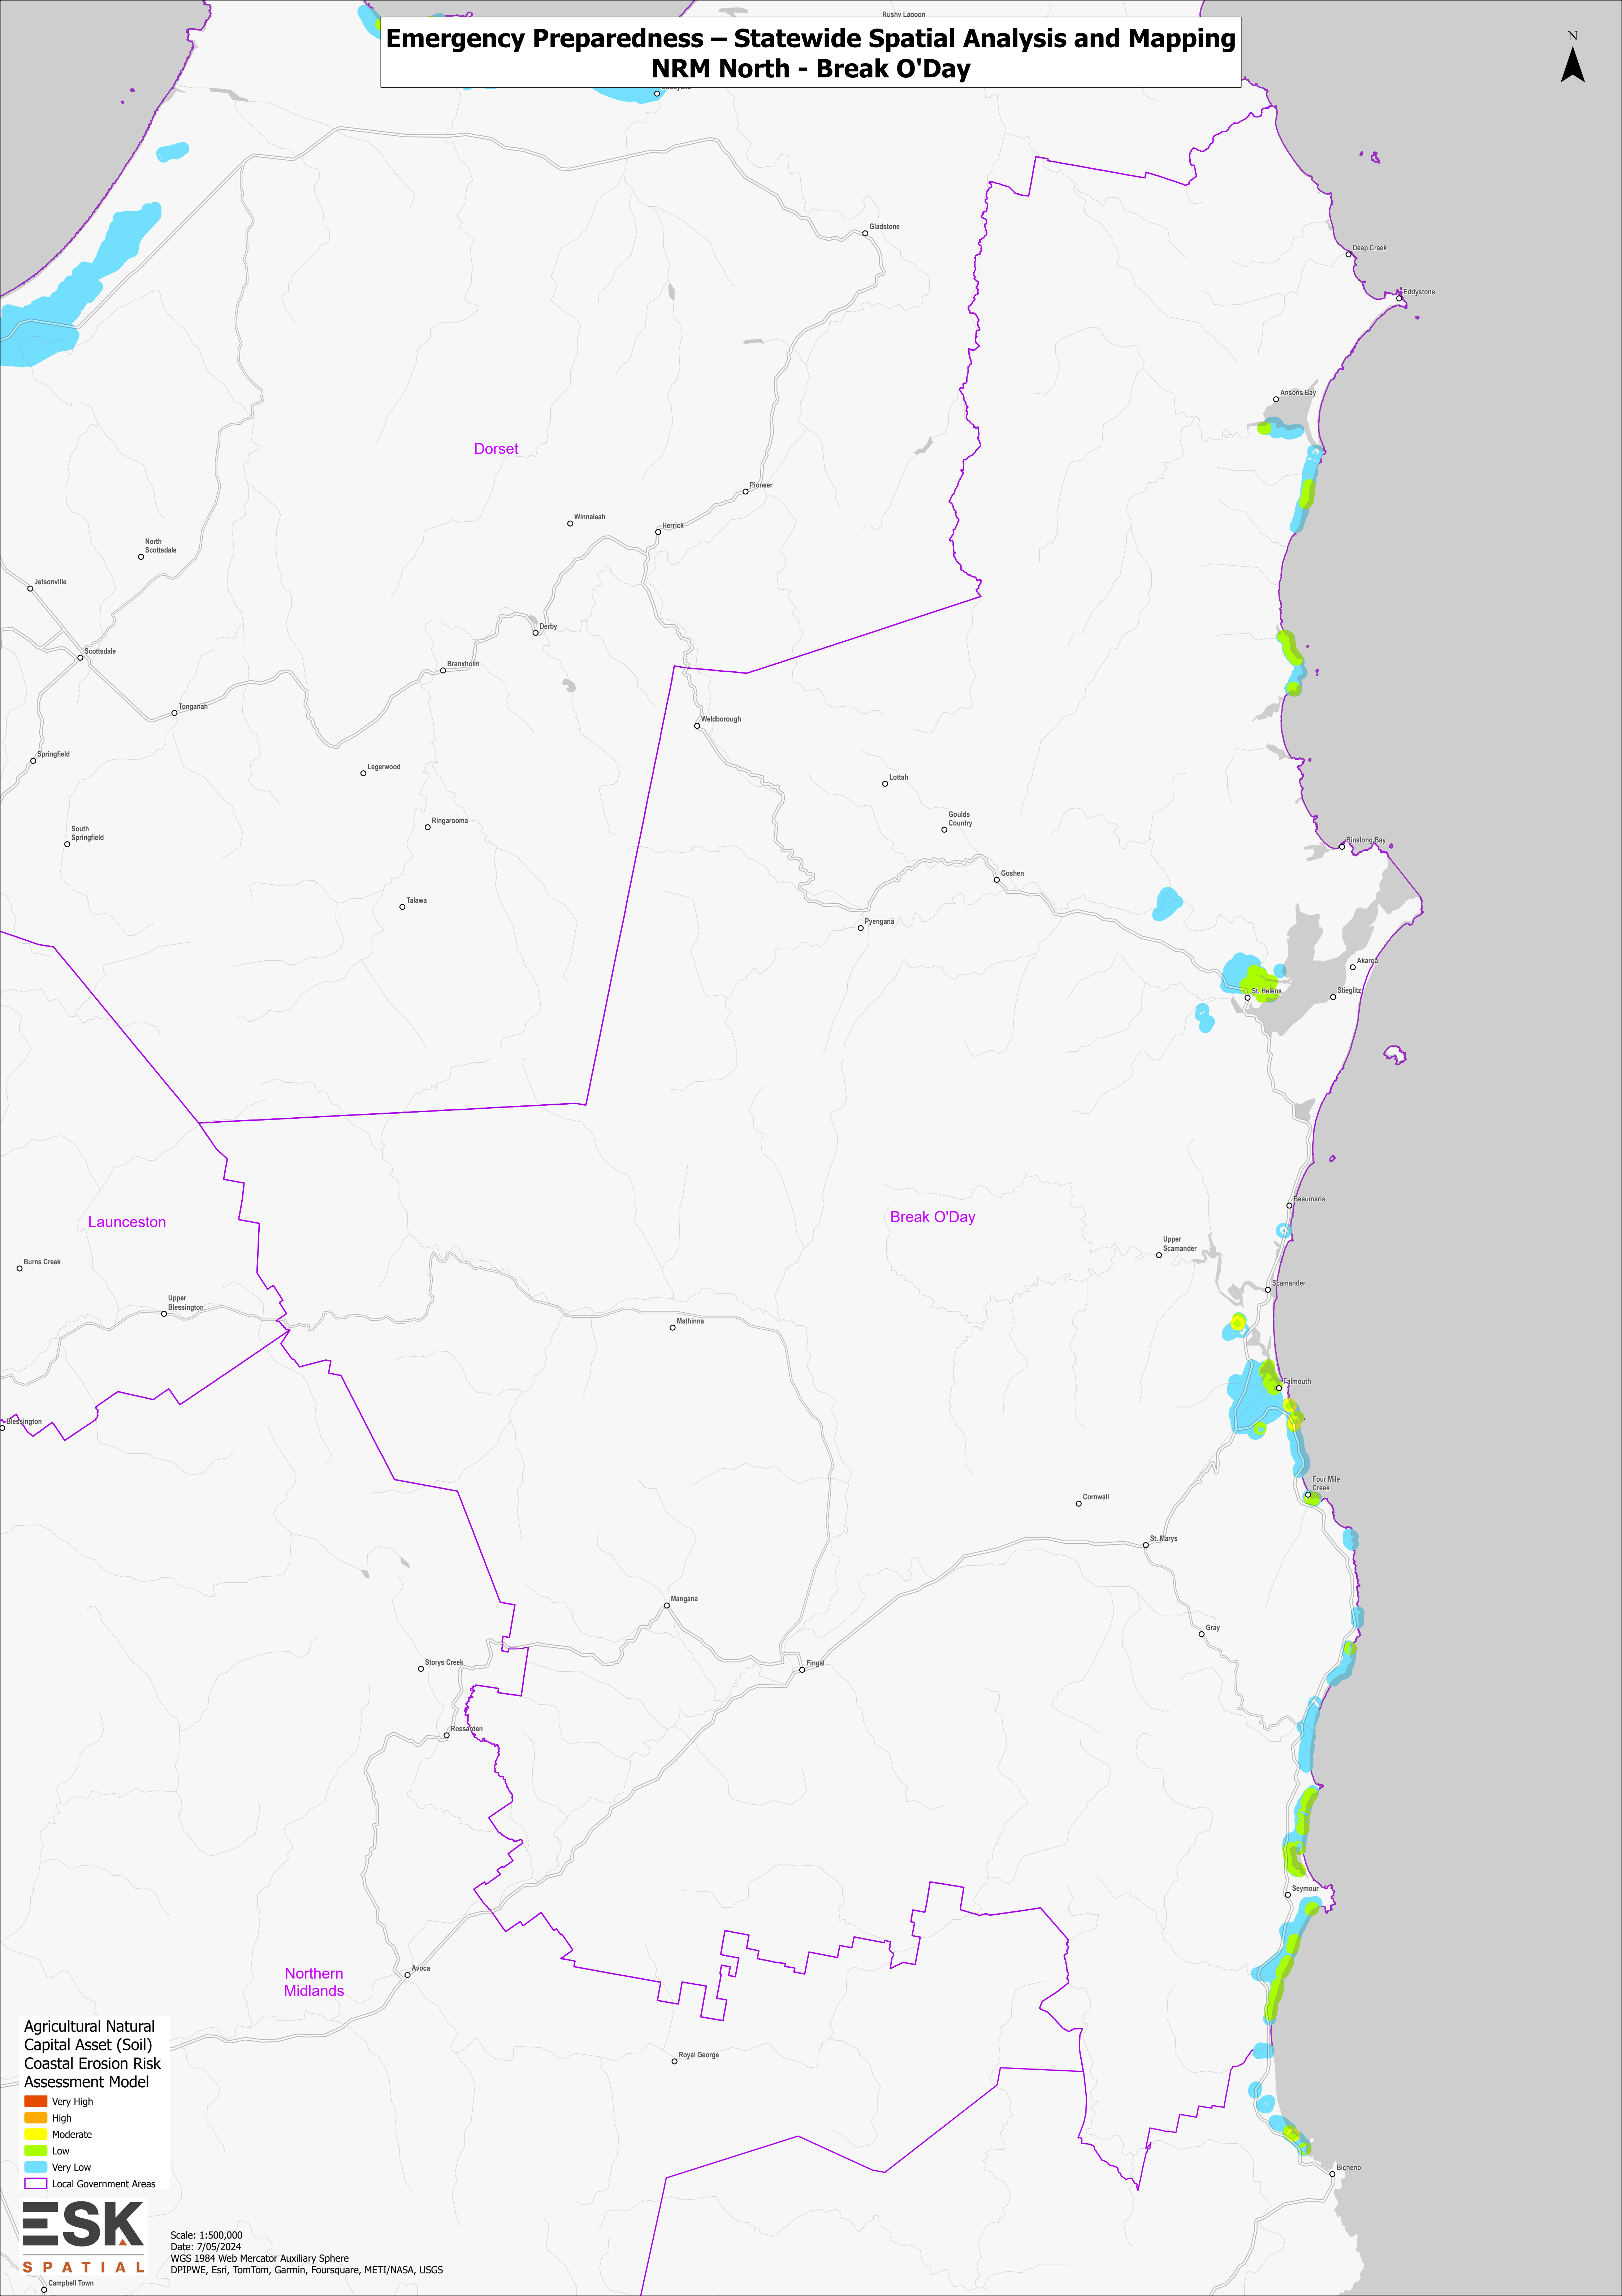 Rushy Lagoon
Emergency Preparedness – Statewide Spatial Analysis and Mapping
NRM North - Break O'Day
N
Gladstone
Deep Creek
Eddystone
Ansons Bay
Dorset
Pioneer
Winnaleah
Herrick
North
Scottsdale
Jetsonville
Derby
Scottsdale
Branxholm
Tonganah
Weldborough
Springfield
Legerwood
Lottah
Goulds
Country
Ringarooma
South
Springfield
Binalong Bay
Goshen
Talawa
Pyengana
Akaroa
St. Helens
Stieglitz
Beaumaris
Launceston
Break O'Day
Upper
Scamander
Burns Creek
Scamander
Upper
Blessington
Mathinna
Falmouth
Blessington
Four Mile
Creek
Cornwall
St. Marys
Mangana
Gray
Storys Creek
Fingal
Rossarden
Seymour
Avoca
Northern
Midlands
Royal George
Bicheno
Agricultural Natural
Capital Asset (Soil)
Coastal Erosion Risk
Assessment Model
Very High
High
Moderate
Low
Very Low
Local Government Areas
ESK
SPATIAL
Scale: 1:500,000
Date: 7/05/2024
WGS 1984 Web Mercator Auxiliary Sphere
DPIPWE, Esri, TomTom, Garmin, Foursquare, METI/NASA, USGS
Campbell Town